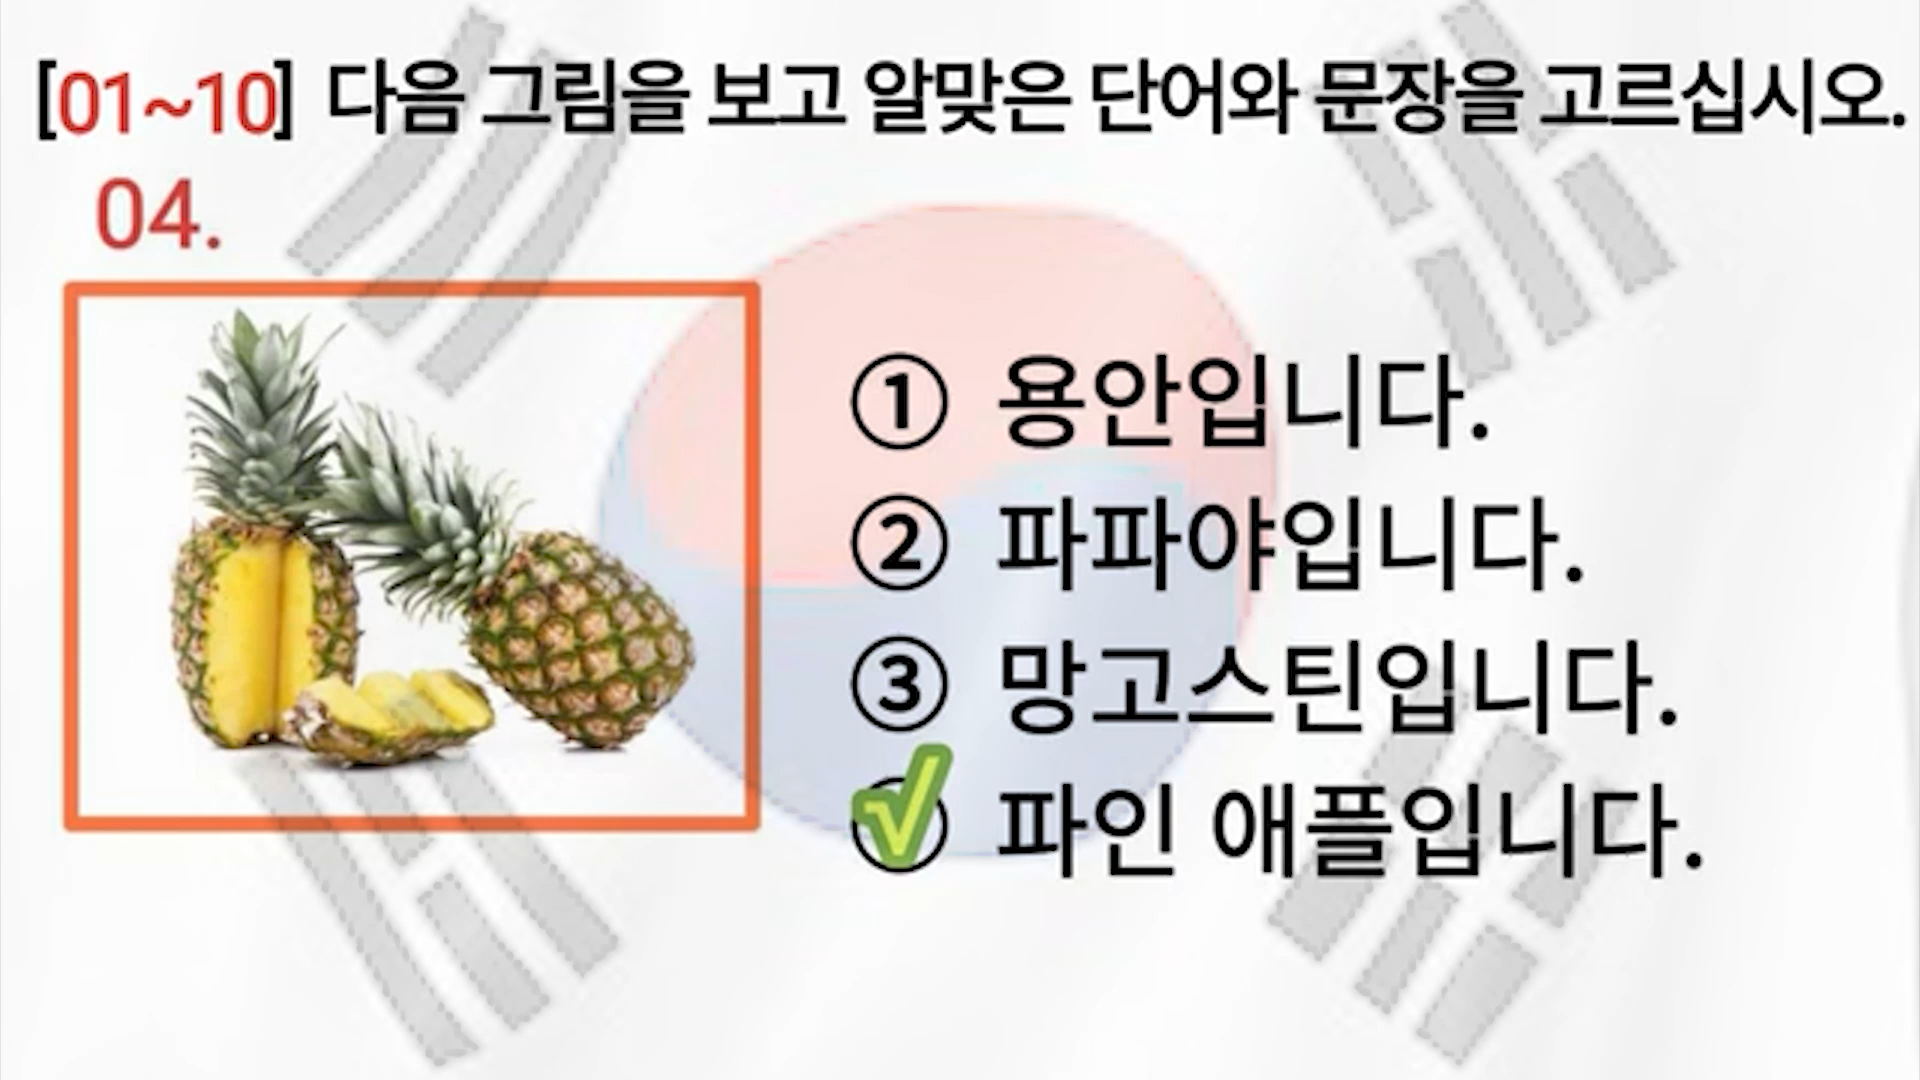 [01~10] 다음 그림을 보고 알맞은 단어와 문장을 고르십시오.
04.
① 용안입니다.
② 파파야입니다.
③ 망고스틴입니다.
파인 애플입니다.